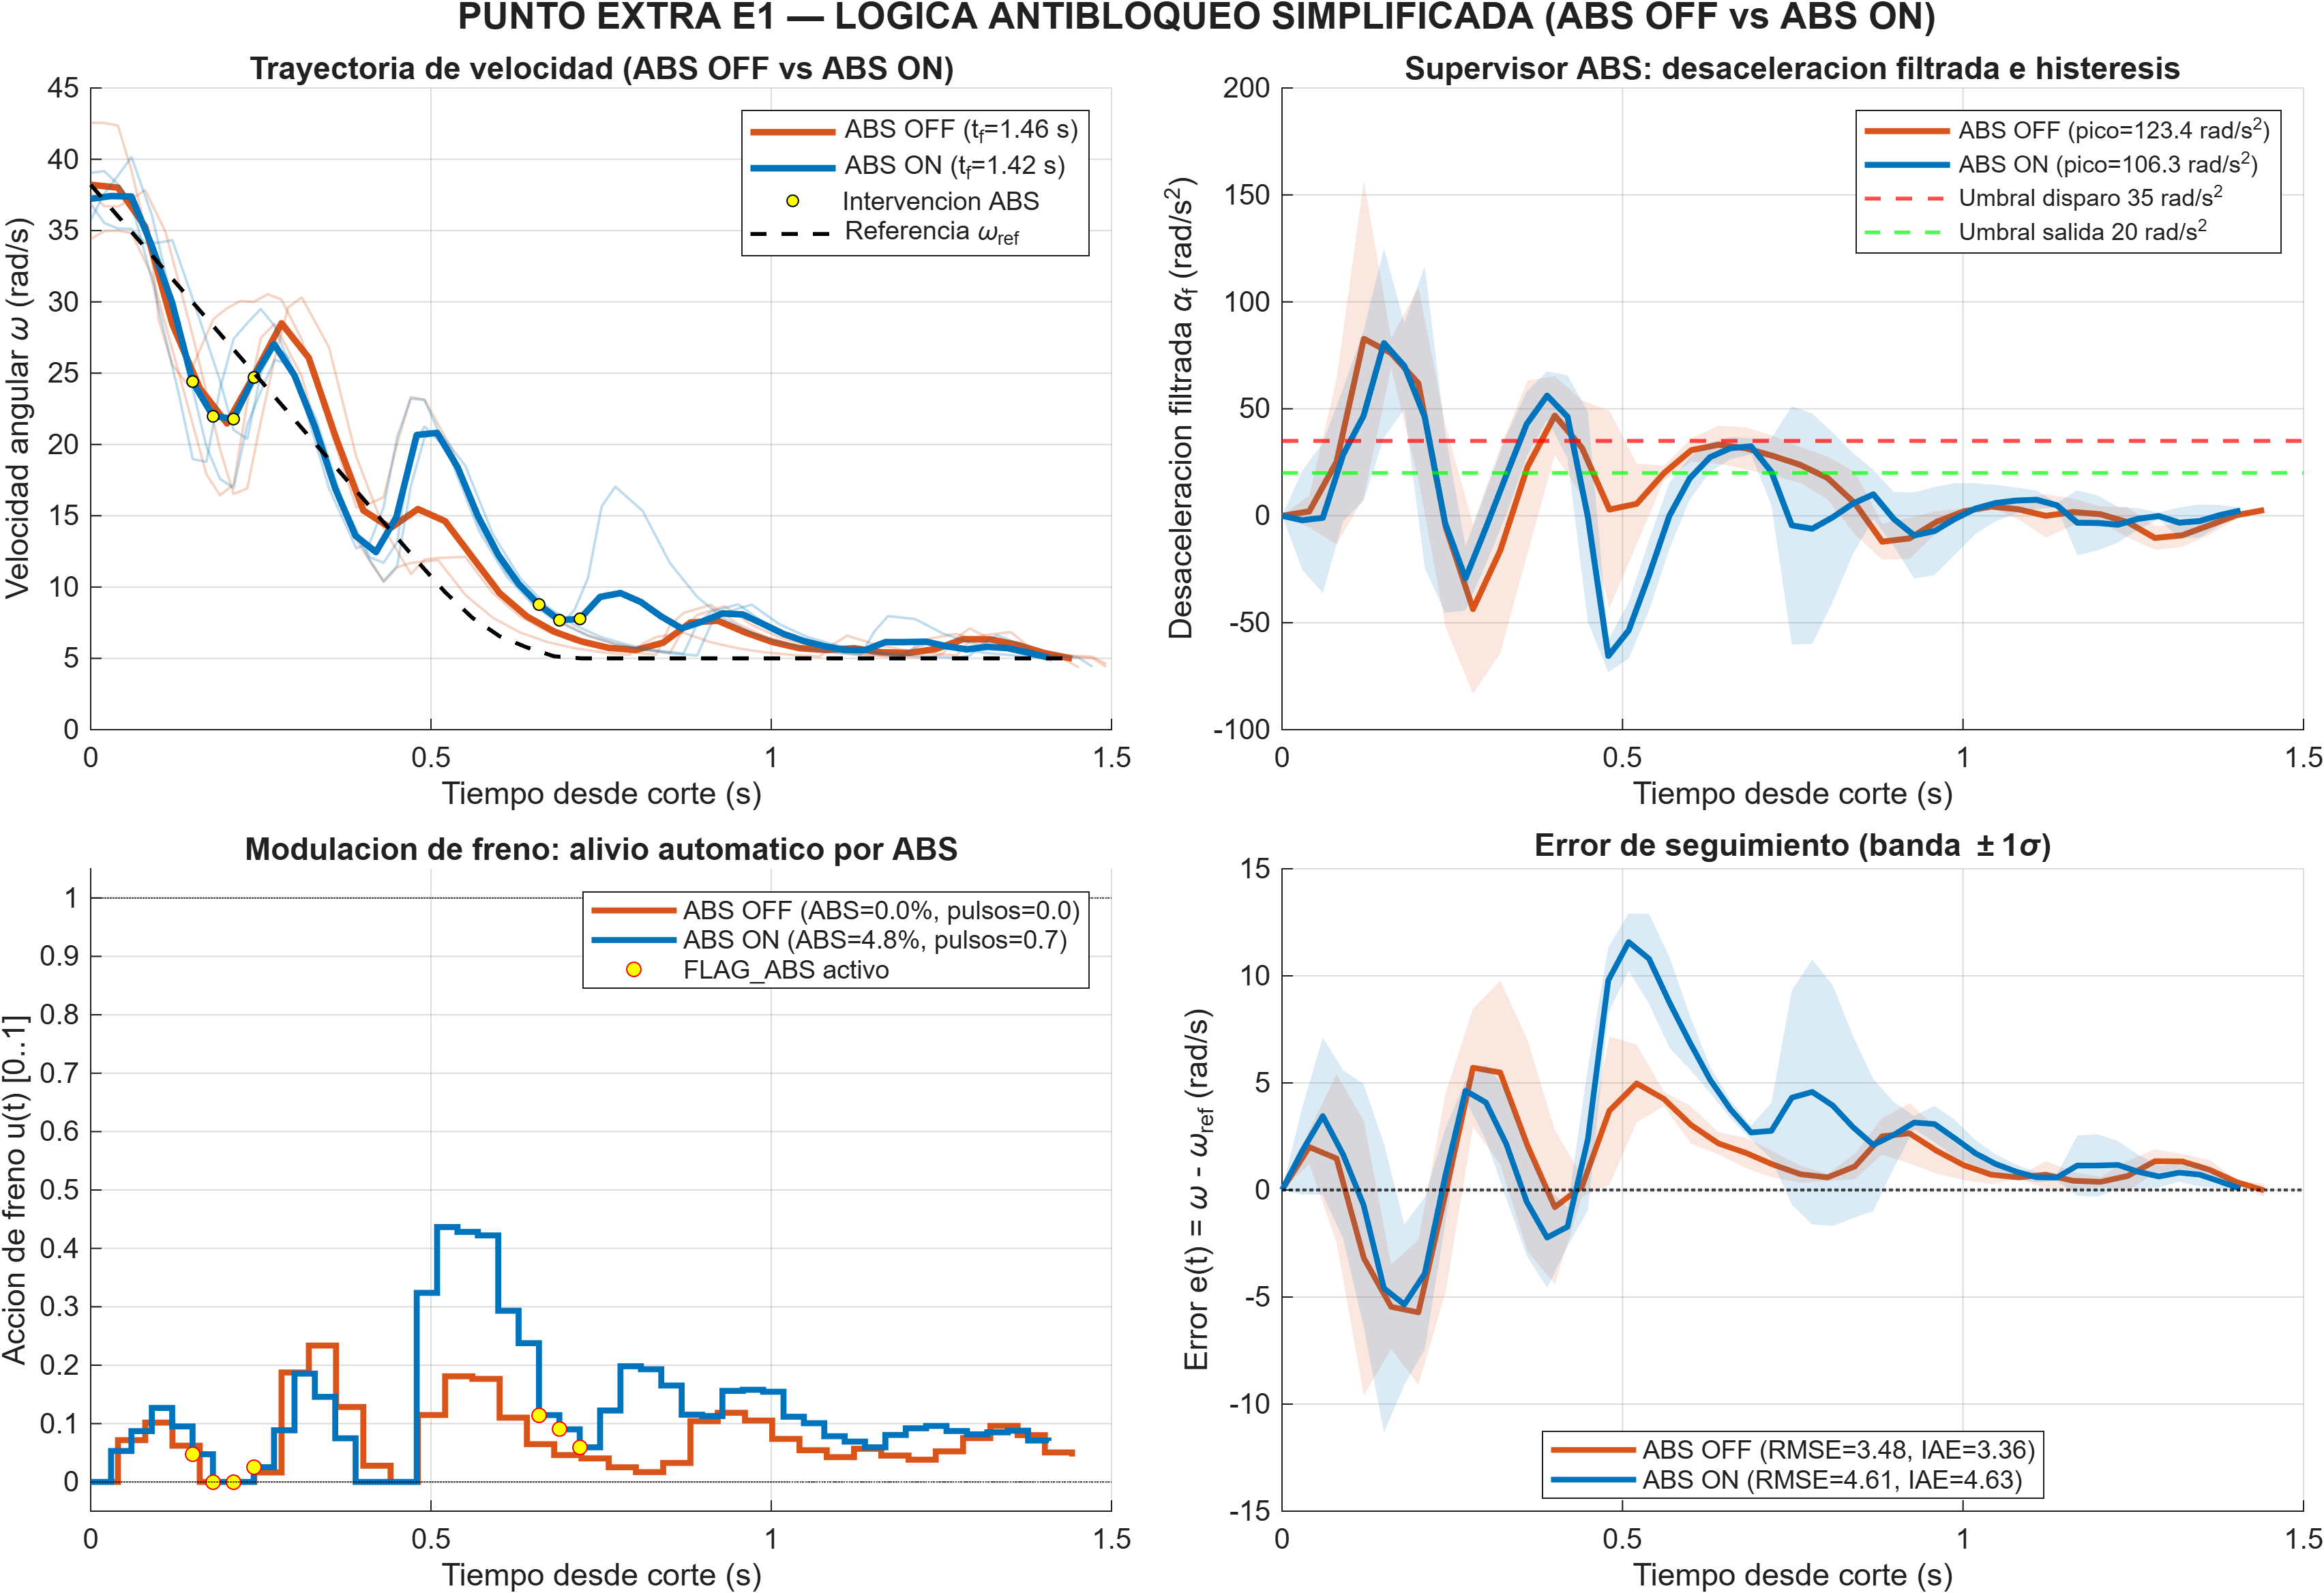 PUNTO EXTRA E1 — LOGICA ANTIBLOQUEO SIMPLIFICADA (ABS OFF vs ABS ON)
Trayectoria de velocidad (ABS OFF vs ABS ON)
45
40
35
30
25
20
15
10
5
0
0
0.5
1
1.5
Velocidad angular ω (rad/s)
Tiempo desde corte (s)
ABS OFF (t_f=1.46 s)
ABS ON (t_f=1.42 s)
Intervencion ABS
Referencia ω_ref
Supervisor ABS: desaceleracion filtrada e histeresis
200
150
100
50
0
-50
-100
0
0.5
1
1.5
Desaceleracion filtrada α_f (rad/s²)
Tiempo desde corte (s)
ABS OFF (pico=123.4 rad/s²)
ABS ON (pico=106.3 rad/s²)
Umbral disparo 35 rad/s²
Umbral salida 20 rad/s²
Modulacion de freno: alivio automatico por ABS
1
0.9
0.8
0.7
0.6
0.5
0.4
0.3
0.2
0.1
0
0
0.5
1
1.5
Accion de freno u(t) [0..1]
Tiempo desde corte (s)
ABS OFF (ABS=0.0%, pulsos=0.0)
ABS ON (ABS=4.8%, pulsos=0.7)
FLAG_ABS activo
Error de seguimiento (banda ± 1σ)
15
10
5
0
-5
-10
-15
0
0.5
1
1.5
Error e(t) = ω - ω_ref (rad/s)
Tiempo desde corte (s)
ABS OFF (RMSE=3.48, IAE=3.36)
ABS ON (RMSE=4.61, IAE=4.63)